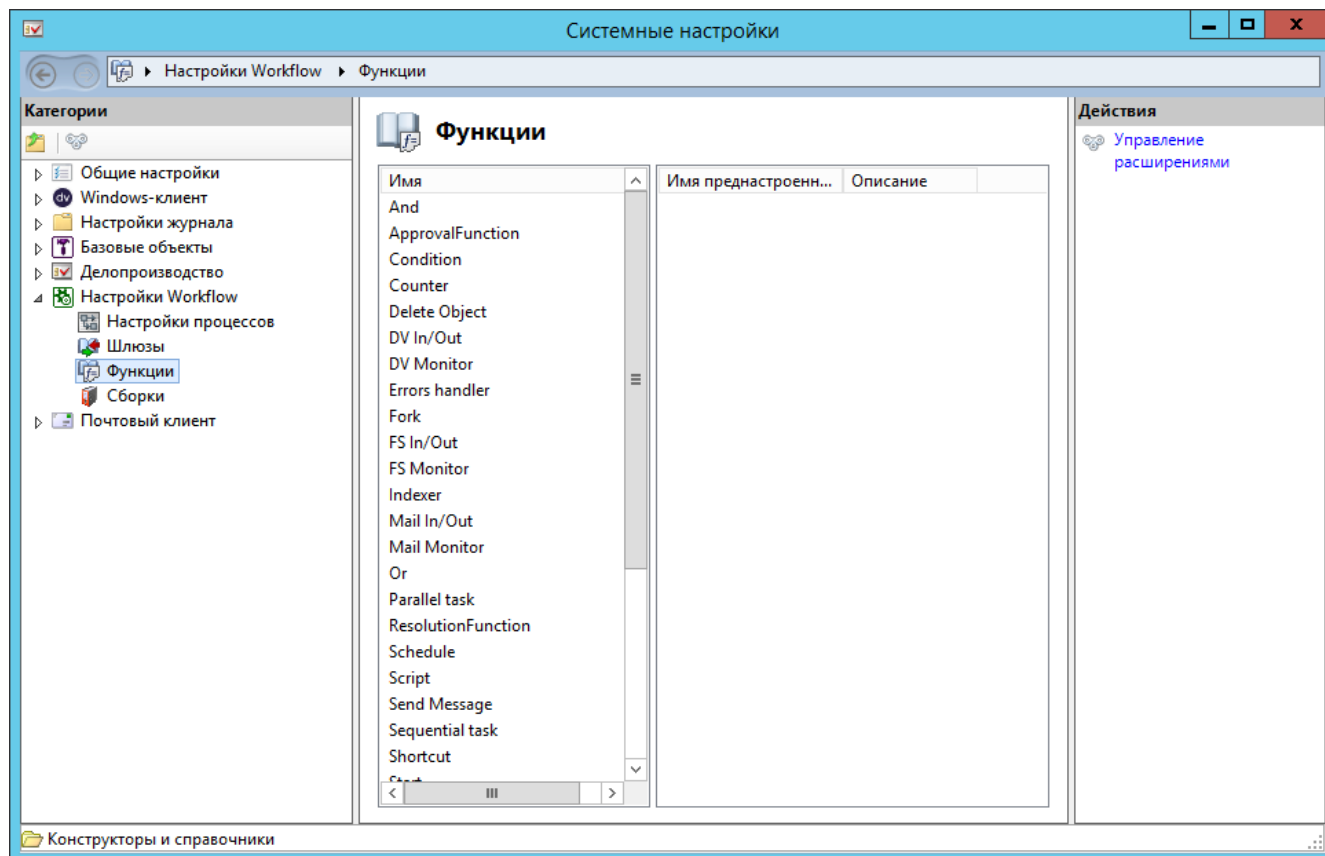 Системные настройки
Настройки Workflow
Функции
Категории
Общие настройки
Windows-клиент
Настройки журнала
Базовые объекты
Делопроизводство
Настройки Workflow
Настройки процессов
Шлюзы
Функции
Сборки
Почтовый клиент
Функции
Имя
And
ApprovalFunction
Condition
Counter
Delete Object
DV In/Out
DV Monitor
Errors handler
Fork
FS In/Out
FS Monitor
Indexer
Mail In/Out
Mail Monitor
Or
Parallel task
ResolutionFunction
Schedule
Script
Send Message
Sequential task
Shortcut
Имя преднастроенн...
Описание
Действия
Управление
расширениями
Конструкторы и справочники